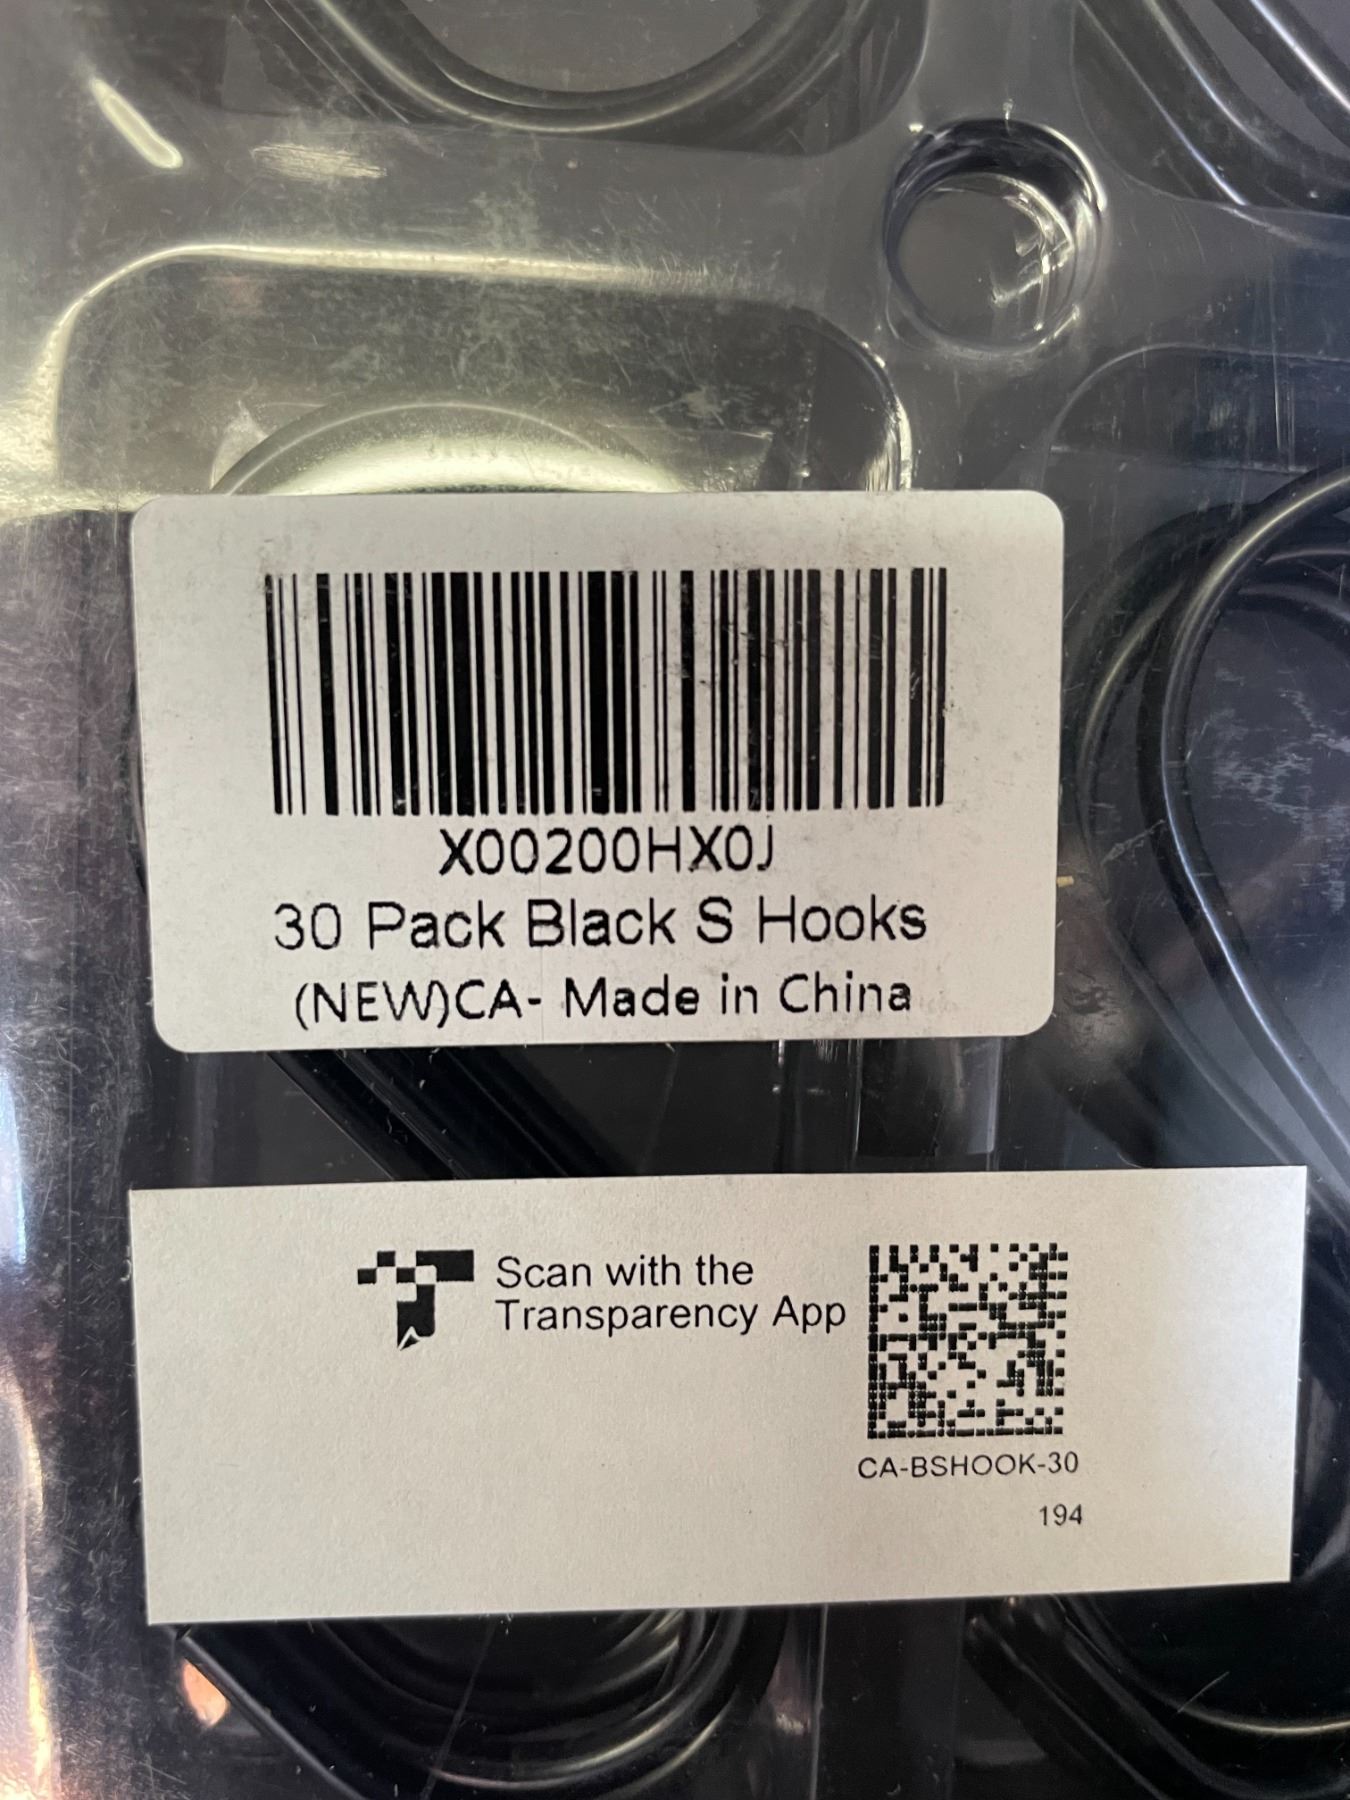 X00200HX0J
30 Pack Black S Hooks
(NEW)CA- Made in China
Scan with the
Transparency App
CA-BSHOOK-30
194